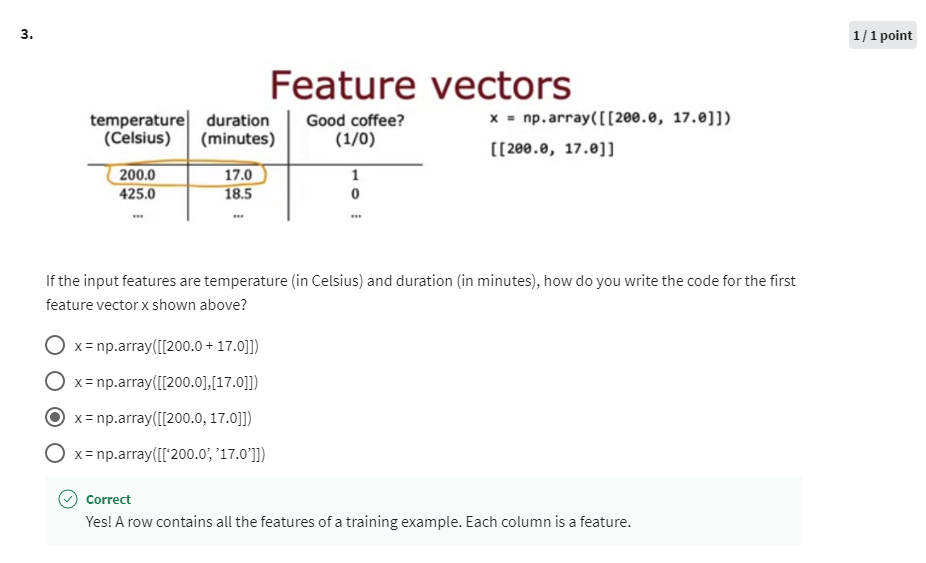 3.
1 / 1 point
Feature vectors
temperature duration Good coffee?
(Celsius) (minutes) (1/0)
x = np.array([[200.0, 17.0]])
[[200.0, 17.0]]
200.0 17.0 1
425.0 18.5 0
... ... ...
If the input features are temperature (in Celsius) and duration (in minutes), how do you write the code for the first
feature vector x shown above?
x = np.array([[200.0 + 17.0]])
x = np.array([[200.0],[17.0]])
x = np.array([[200.0, 17.0]])
x = np.array([[‘200.0’, ’17.0’]])
Correct
Yes! A row contains all the features of a training example. Each column is a feature.